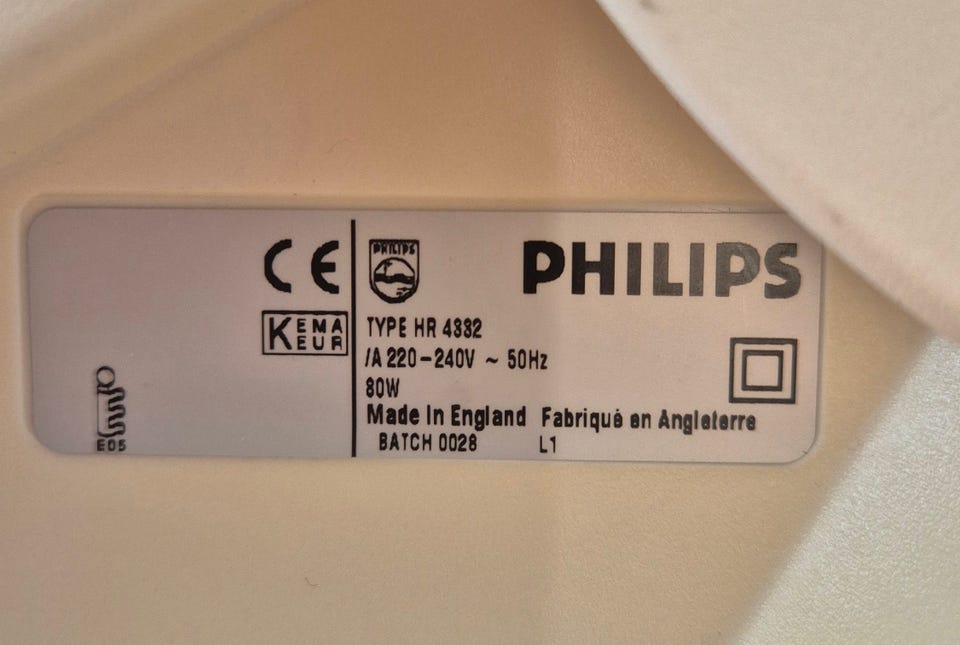 CE
KEMA
KEUR
E05
PHILIPS
PHILIPS
TYPE HR 4332
/A 220-240V ~ 50Hz
80W
Made in England Fabriqué en Angleterre
BATCH 0028 L1